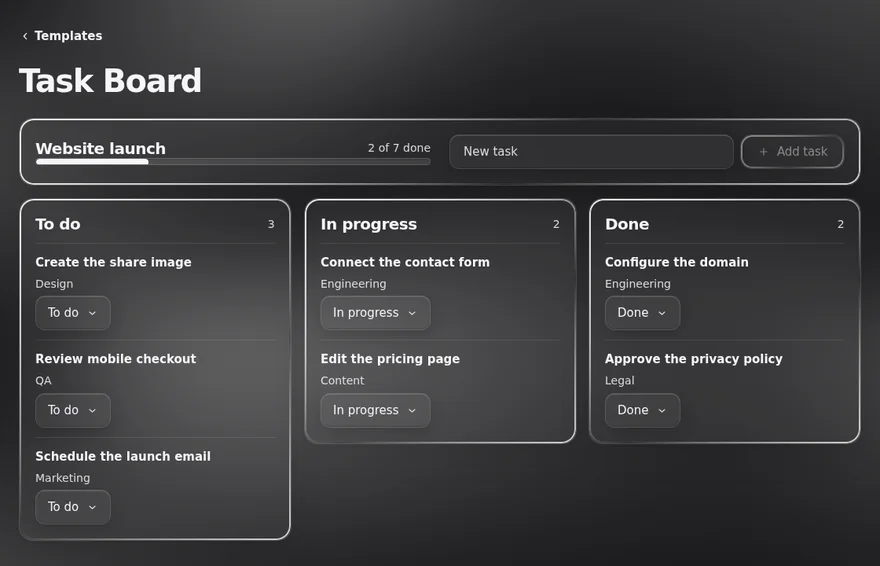 Templates
Task Board
Website launch
2 of 7 done
New task
+ Add task
To do
3
Create the share image
Design
To do
Review mobile checkout
QA
To do
Schedule the launch email
Marketing
To do
In progress
2
Connect the contact form
Engineering
In progress
Edit the pricing page
Content
In progress
Done
2
Configure the domain
Engineering
Done
Approve the privacy policy
Legal
Done